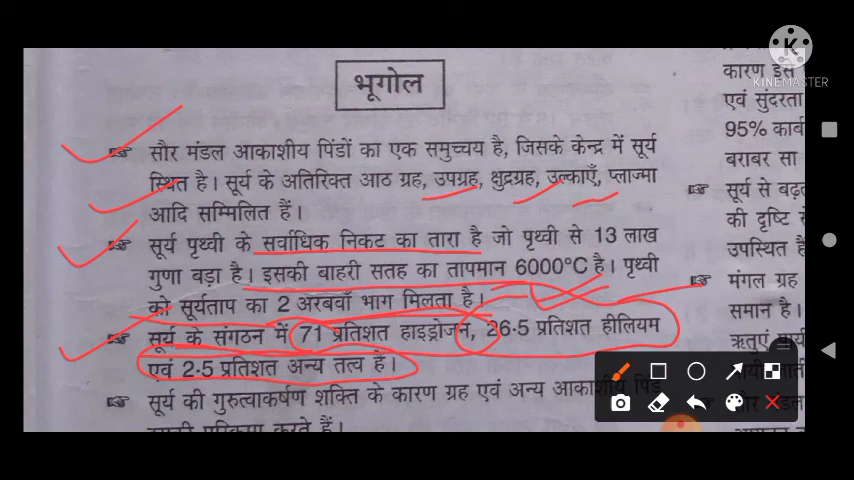 भूगोल
सौर मंडल आकाशीय पिंडों का एक समुच्चय है, जिसके केन्द्र में सूर्य
स्थित है। सूर्य के अतिरिक्त आठ ग्रह, उपग्रह, क्षुद्रग्रह, उल्काएँ, प्लाज्मा
आदि सम्मिलित हैं।
सूर्य पृथ्वी के सर्वाधिक निकट का तारा है जो पृथ्वी से 13 लाख
गुणा बड़ा है। इसकी बाहरी सतह का तापमान 6000°C है। पृथ्वी
को सूर्यताप का 2 अरबवाँ भाग मिलता है।
सूर्य के संगठन में 71 प्रतिशत हाइड्रोजन, 26·5 प्रतिशत हीलियम
एवं 2·5 प्रतिशत अन्य तत्व हैं।
सूर्य की गुरुत्वाकर्षण शक्ति के कारण ग्रह एवं अन्य आकाशीय पिंड
कारण इस
एवं सुंदरता
95% कार्ब
बराबर सा
सूर्य से बढ़त
की दृष्टि से
उपस्थित है
मंगल ग्रह
समान है।
K
KINEMASTER